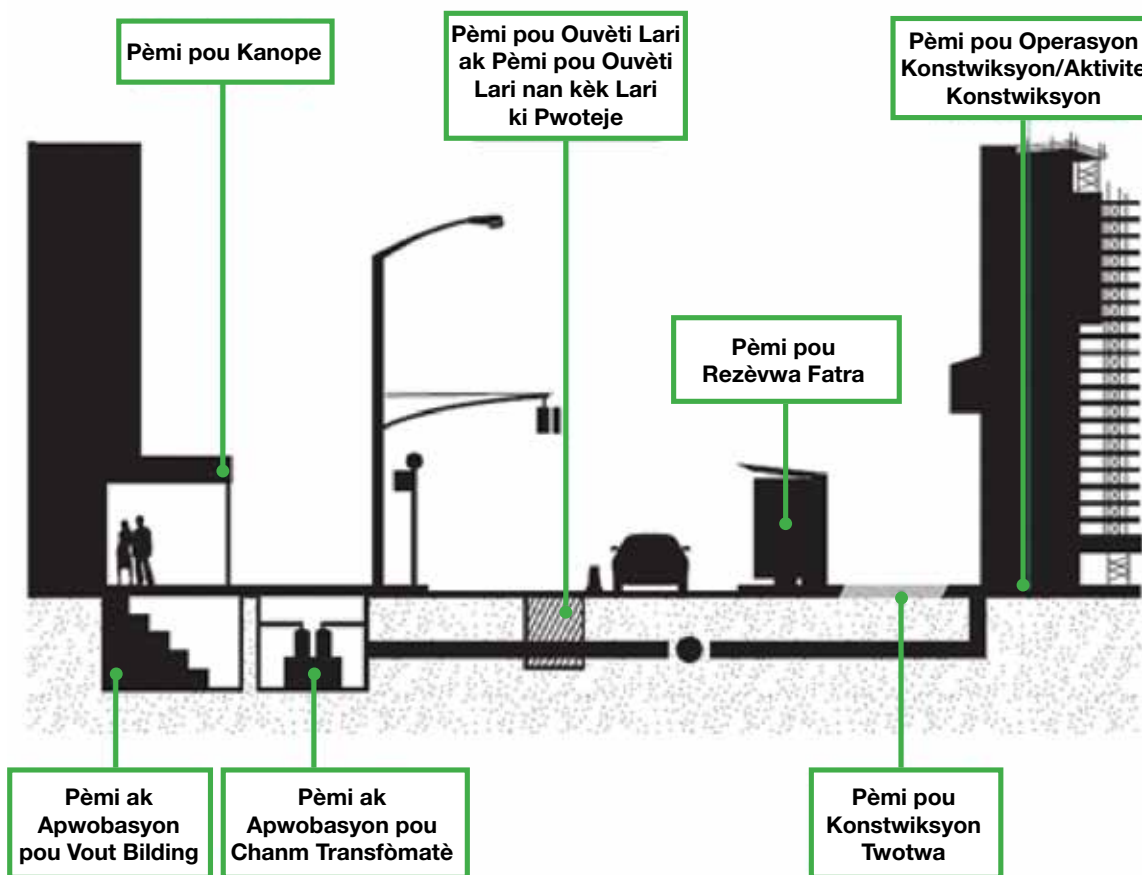 Pèmi pou Kanope
Pèmi pou Ouvèti Lari
ak Pèmi pou Ouvèti
Lari nan kèk Lari
ki Pwoteje
Pèmi pou Operasyon
Konstwiksyon/Aktivite
Konstwiksyon
Pèmi pou
Rezèvwa Fatra
Pèmi ak
Apwobasyon
pou Vout Bilding
Pèmi ak
Apwobasyon pou
Chanm Transfòmatè
Pèmi pou
Konstwiksyon
Twotwa